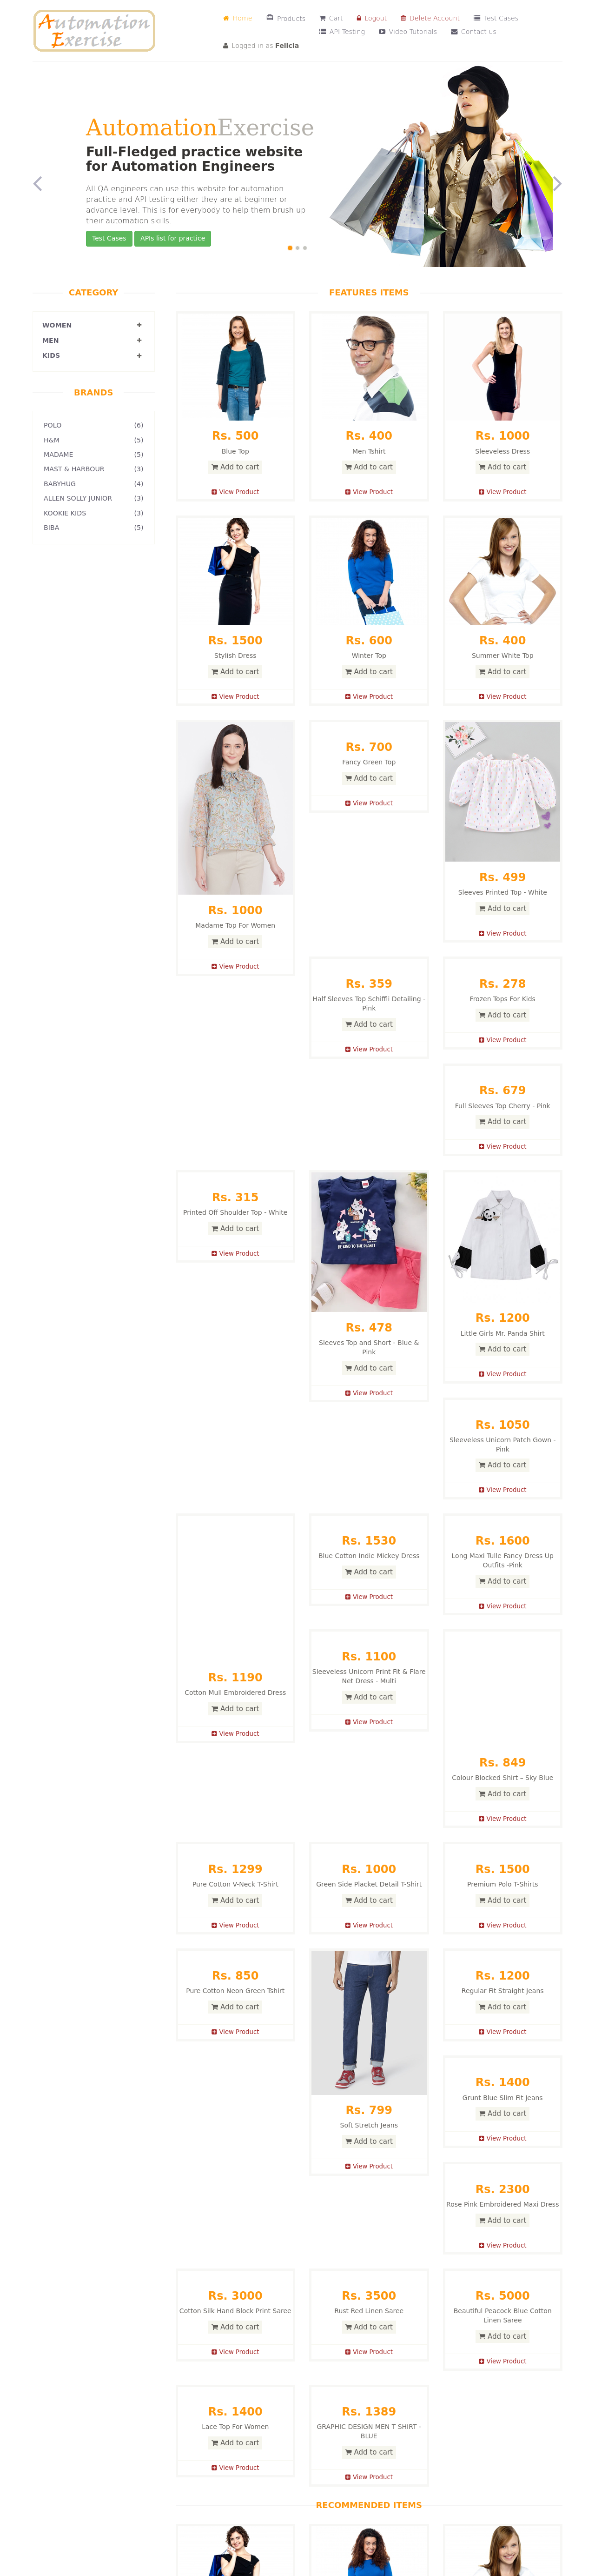 Automation
Exercise
Home Products Cart Logout Delete Account Test Cases
API Testing Video Tutorials Contact us
Logged in as Felicia
AutomationExercise
Full-Fledged practice website
for Automation Engineers
All QA engineers can use this website for automation
practice and API testing either they are at beginner or
advance level. This is for everybody to help them brush up
their automation skills.
Test Cases APIs list for practice
CATEGORY
WOMEN
MEN
KIDS
BRANDS
POLO (6)
H&M (5)
MADAME (5)
MAST & HARBOUR (3)
BABYHUG (4)
ALLEN SOLLY JUNIOR (3)
KOOKIE KIDS (3)
BIBA (5)
FEATURES ITEMS
Rs. 500
Blue Top
Add to cart
View Product
Rs. 400
Men Tshirt
Add to cart
View Product
Rs. 1000
Sleeveless Dress
Add to cart
View Product
Rs. 1500
Stylish Dress
Add to cart
View Product
Rs. 600
Winter Top
Add to cart
View Product
Rs. 400
Summer White Top
Add to cart
View Product
Rs. 1000
Madame Top For Women
Add to cart
View Product
Rs. 700
Fancy Green Top
Add to cart
View Product
Rs. 499
Sleeves Printed Top - White
Add to cart
View Product
Rs. 359
Half Sleeves Top Schiffli Detailing -
Pink
Add to cart
View Product
Rs. 278
Frozen Tops For Kids
Add to cart
View Product
Rs. 679
Full Sleeves Top Cherry - Pink
Add to cart
View Product
Rs. 315
Printed Off Shoulder Top - White
Add to cart
View Product
BE KIND TO THE PLANET
Rs. 478
Sleeves Top and Short - Blue &
Pink
Add to cart
View Product
Rs. 1200
Little Girls Mr. Panda Shirt
Add to cart
View Product
Rs. 1050
Sleeveless Unicorn Patch Gown -
Pink
Add to cart
View Product
Rs. 1190
Cotton Mull Embroidered Dress
Add to cart
View Product
Rs. 1530
Blue Cotton Indie Mickey Dress
Add to cart
View Product
Rs. 1600
Long Maxi Tulle Fancy Dress Up
Outfits -Pink
Add to cart
View Product
Rs. 1100
Sleeveless Unicorn Print Fit & Flare
Net Dress - Multi
Add to cart
View Product
Rs. 849
Colour Blocked Shirt – Sky Blue
Add to cart
View Product
Rs. 1299
Pure Cotton V-Neck T-Shirt
Add to cart
View Product
Rs. 1000
Green Side Placket Detail T-Shirt
Add to cart
View Product
Rs. 1500
Premium Polo T-Shirts
Add to cart
View Product
Rs. 850
Pure Cotton Neon Green Tshirt
Add to cart
View Product
Rs. 799
Soft Stretch Jeans
Add to cart
View Product
Rs. 1200
Regular Fit Straight Jeans
Add to cart
View Product
Rs. 1400
Grunt Blue Slim Fit Jeans
Add to cart
View Product
Rs. 2300
Rose Pink Embroidered Maxi Dress
Add to cart
View Product
Rs. 3000
Cotton Silk Hand Block Print Saree
Add to cart
View Product
Rs. 3500
Rust Red Linen Saree
Add to cart
View Product
Rs. 5000
Beautiful Peacock Blue Cotton
Linen Saree
Add to cart
View Product
Rs. 1400
Lace Top For Women
Add to cart
View Product
Rs. 1389
GRAPHIC DESIGN MEN T SHIRT -
BLUE
Add to cart
View Product
RECOMMENDED ITEMS